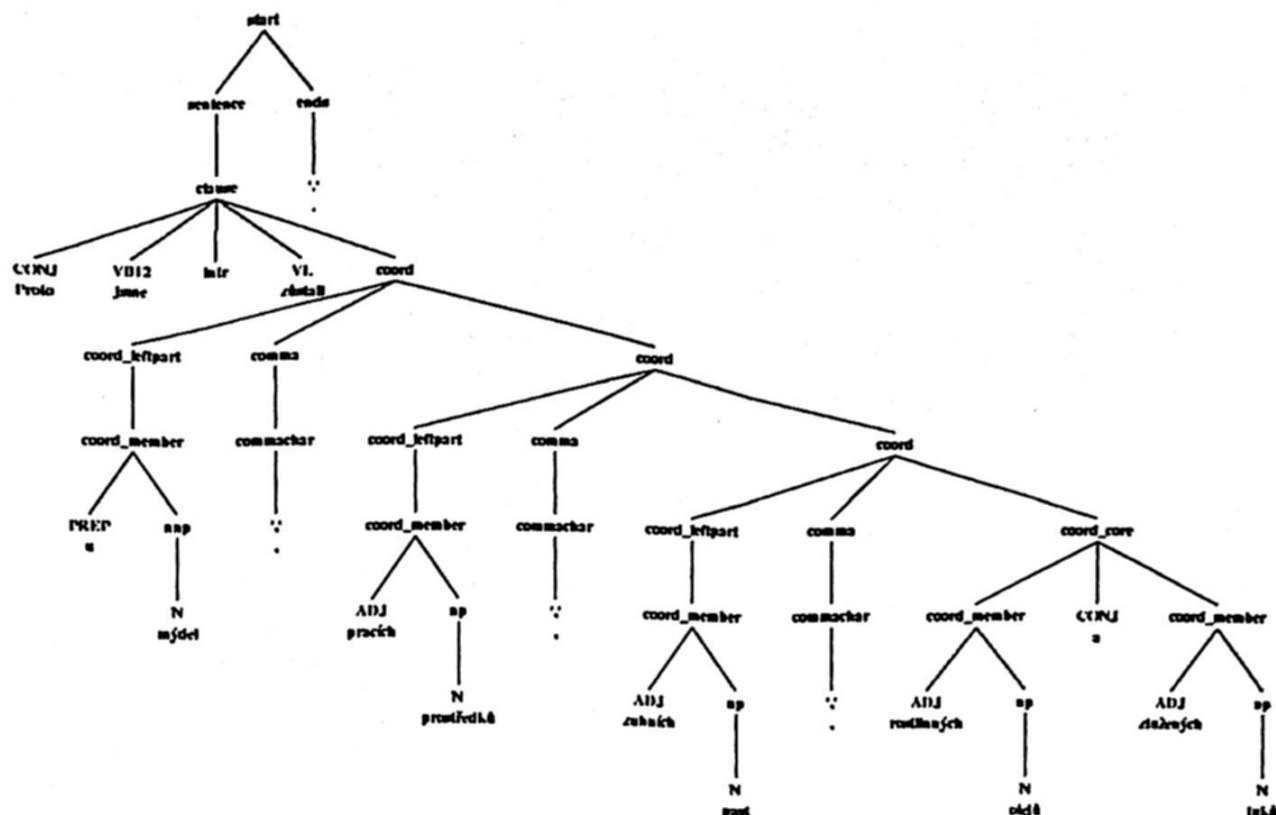 start
sentence ends
clause
CONJ VB12 intr VL coord
Proto jsme zůstali
coord_leftpart comma coord
coord_member commachar coord_leftpart comma coord
PREP nnp coord_member commachar coord_leftpart comma coord_core
u
N ADJ np coord_member commachar coord_member CONJ coord_member
mýdel pracích , a
N ADJ np ADJ np ADJ np
prostředků zubních rostlinných
N N N
past